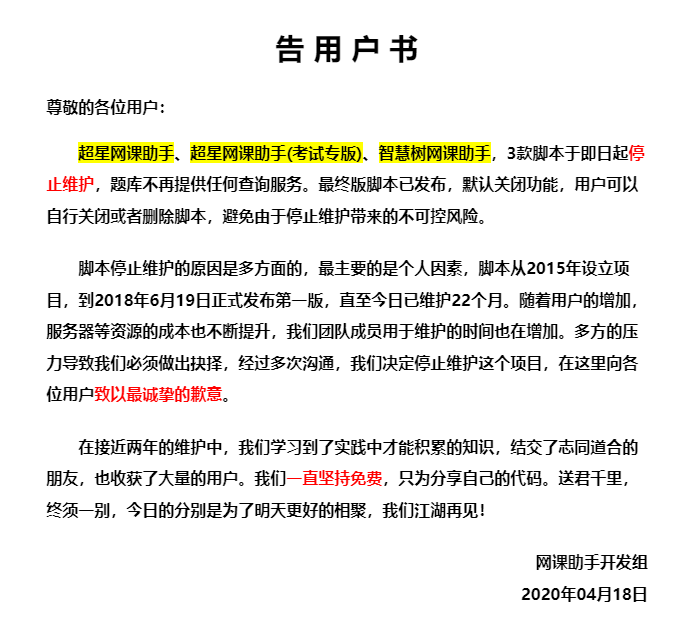 告 用 户 书
尊敬的各位用户：
超星网课助手、超星网课助手(考试专版)、智慧树网课助手，3款脚本于即日起停
止维护，题库不再提供任何查询服务。最终版脚本已发布，默认关闭功能，用户可以
自行关闭或者删除脚本，避免由于停止维护带来的不可控风险。
脚本停止维护的原因是多方面的，最主要的是个人因素，脚本从2015年设立项
目，到2018年6月19日正式发布第一版，直至今日已维护22个月。随着用户的增加，
服务器等资源的成本也不断提升，我们团队成员用于维护的时间也在增加。多方的压
力导致我们必须做出抉择，经过多次沟通，我们决定停止维护这个项目，在这里向各
位用户致以最诚挚的歉意。
在接近两年的维护中，我们学习到了实践中才能积累的知识，结交了志同道合的
朋友，也收获了大量的用户。我们一直坚持免费，只为分享自己的代码。送君千里，
终须一别，今日的分别是为了明天更好的相聚，我们江湖再见！
网课助手开发组
2020年04月18日